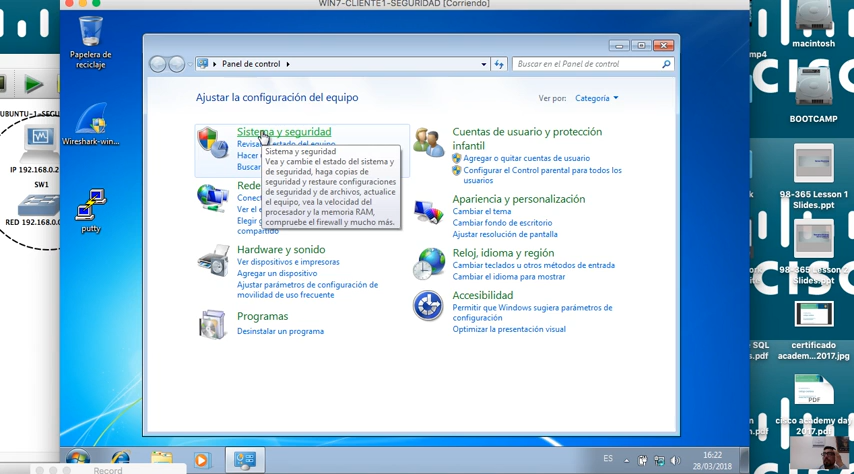 WIN7-CLIENTE1-SEGURIDAD [Corriendo]
Papelera de
reciclaje
Wireshark-win...
putty
UBUNTU-1-SEG
IP 192.168.0.2
SW1
RED 192.168.0.0
Panel de control
Buscar en el Panel de control
Ajustar la configuración del equipo
Ver por:
Categoría
Sistema y seguridad
Revisar el estado del equipo
Hacer
Buscar
Sistema y seguridad
Vea y cambie el estado del sistema y
de seguridad, haga copias de
seguridad y restaure configuraciones
de seguridad y de archivos, actualice
el equipo, vea la velocidad del
procesador y la memoria RAM,
compruebe el firewall y mucho más.
Rede
Conect
Ver el e
Elegir g
compartido
Hardware y sonido
Ver dispositivos e impresoras
Agregar un dispositivo
Ajustar parámetros de configuración de
movilidad de uso frecuente
Programas
Desinstalar un programa
Cuentas de usuario y protección
infantil
Agregar o quitar cuentas de usuario
Configurar el Control parental para todos los
usuarios
Apariencia y personalización
Cambiar el tema
Cambiar fondo de escritorio
Ajustar resolución de pantalla
Reloj, idioma y región
Cambiar teclados u otros métodos de entrada
Cambiar el idioma para mostrar
Accesibilidad
Permitir que Windows sugiera parámetros de
configuración
Optimizar la presentación visual
ES
16:22
28/03/2018
Record
mp4
macintosh
BOOTCAMP
98-365 Lesson 1
Slides.ppt
98-365 Lesson 2
Slides.ppt
SQL
s.pdf
certificado
academ...2017.jpg
PDF
cisco academy day
2017.pdf